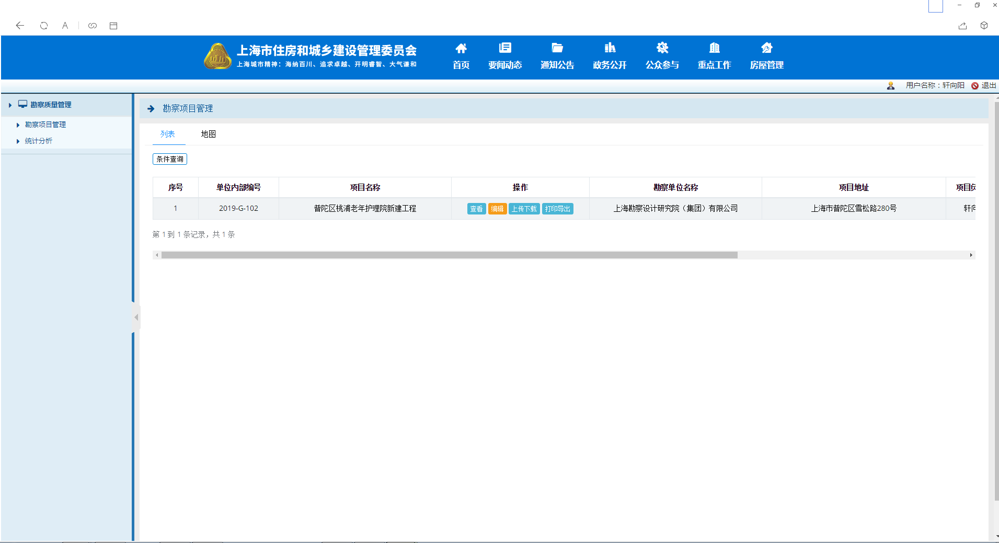 上海市住房和城乡建设管理委员会
上海城市精神：海纳百川、追求卓越、开明睿智、大气谦和
首页 要闻动态 通知公告 政务公开 公众参与 重点工作 房屋管理
用户名称：轩向阳 退出
勘察质量管理
勘察项目管理
统计分析
勘察项目管理
列表 地图
条件查询
序号 单位内部编号 项目名称 操作 勘察单位名称 项目地址 项目
1 2019-G-102 普陀区桃浦老年护理院新建工程 查看 编辑 上传下载 打印导出 上海勘察设计研究院（集团）有限公司 上海市普陀区雪松路280号 轩向
第 1 到 1 条记录，共 1 条